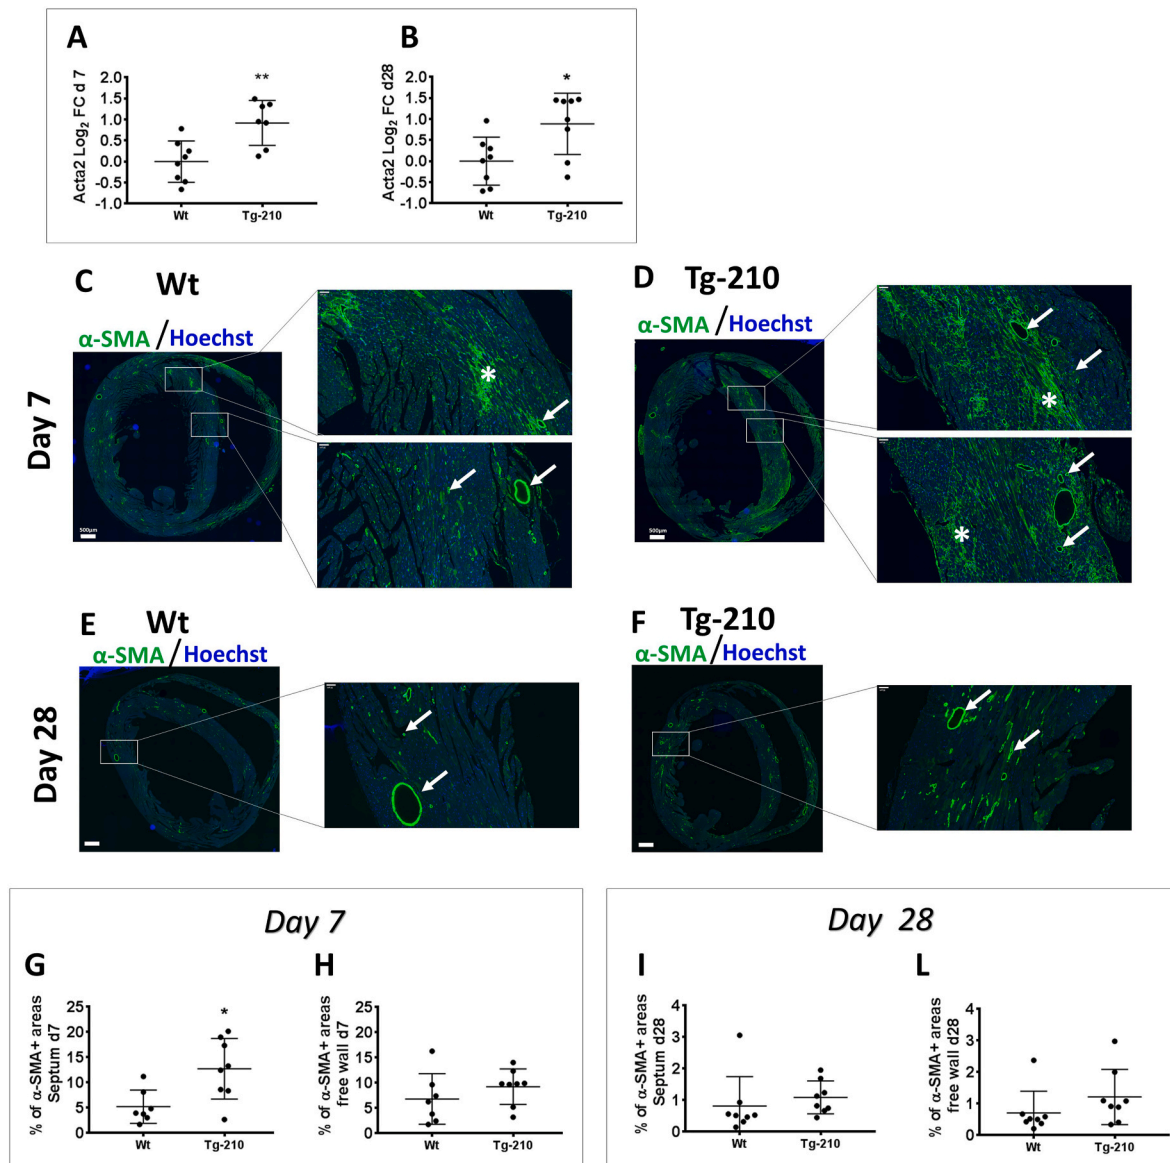 A
B
Acta2 Log₂ FC d 7
2.0
1.5
1.0
0.5
0.0
-0.5
-1.0
**
Wt
Tg-210
Acta2 Log₂ FC d28
2.0
1.5
1.0
0.5
0.0
-0.5
-1.0
*
Wt
Tg-210
C
Wt
α-SMA / Hoechst
D
Tg-210
α-SMA / Hoechst
Day 7
500µm
*
500µm
*
*
E
Wt
α-SMA / Hoechst
F
Tg-210
α-SMA / Hoechst
Day 28
Day 7
G
% of α-SMA+ areas
Septum d7
25
20
15
10
5
0
*
Wt
Tg-210
H
% of α-SMA+ areas
free wall d7
25
20
15
10
5
0
Wt
Tg-210
Day 28
I
% of α-SMA+ areas
Septum d28
4
3
2
1
0
Wt
Tg-210
L
% of α-SMA+ areas
free wall d28
4
3
2
1
0
Wt
Tg-210